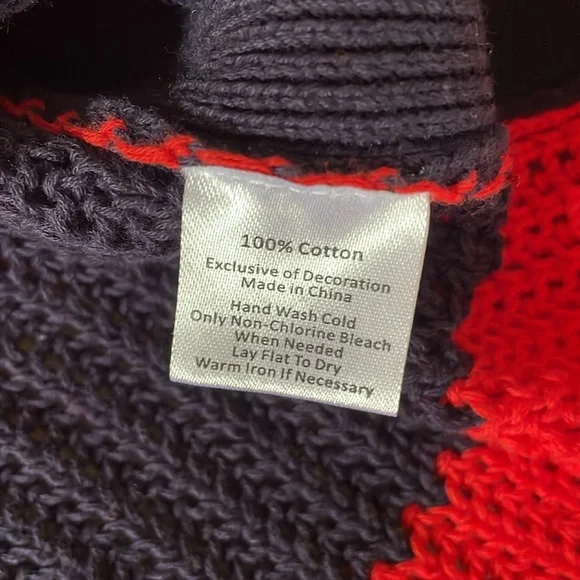 100% Cotton
Exclusive of Decoration
Made in China
Hand Wash Cold
Only Non-Chlorine Bleach
When Needed
Lay Flat To Dry
Warm Iron If Necessary